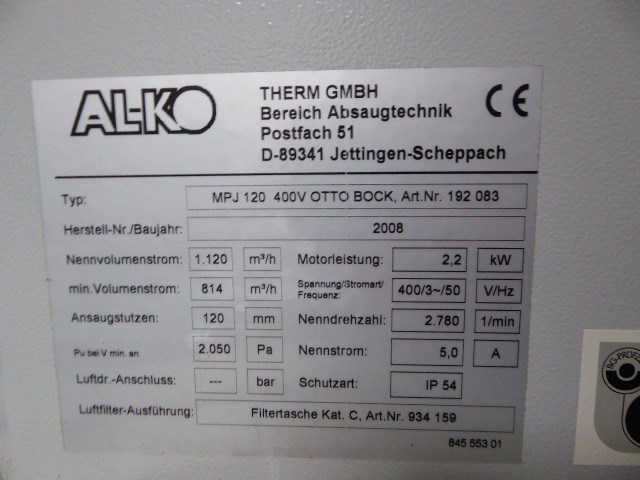 AL-KO
THERM GMBH
Bereich Absaugtechnik
Postfach 51
D-89341 Jettingen-Scheppach
CE
Typ: MPJ 120 400V OTTO BOCK, Art.Nr. 192 083
Herstell-Nr./Baujahr: 2008
Nennvolumenstrom: 1.120 m³/h Motorleistung: 2,2 kW
min.Volumenstrom: 814 m³/h Spannung/Stromart/Frequenz: 400/3~/50 V/Hz
Ansaugstutzen: 120 mm Nenndrehzahl: 2.780 1/min
Pu bei V min. an 2.050 Pa Nennstrom: 5,0 A
Luftdr.-Anschluss: --- bar Schutzart: IP 54
Luftfilter-Ausführung: Filtertasche Kat. C, Art.Nr. 934 159
845 553 01